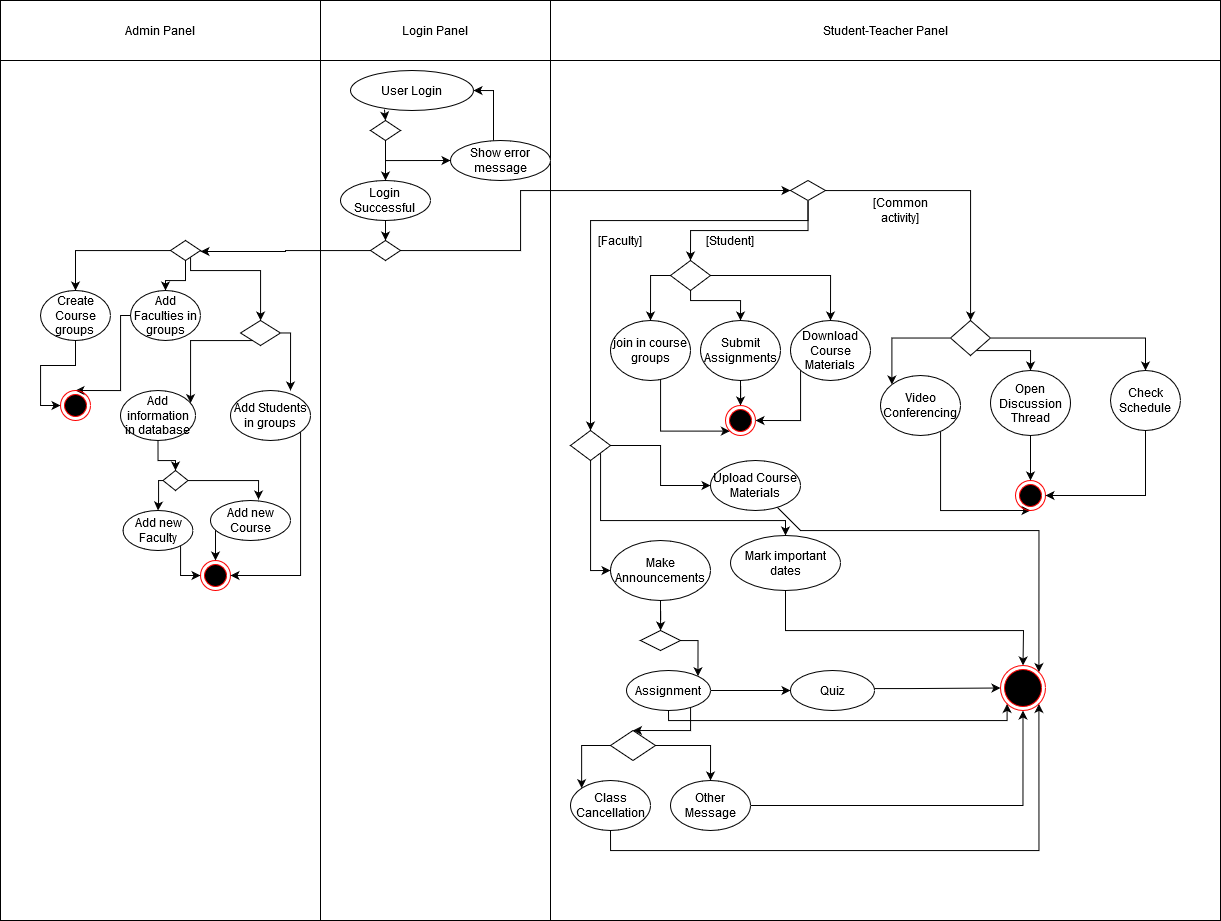 Admin Panel
Login Panel
Student-Teacher Panel
User Login
Show error
message
Login
Successful
[Common
activity]
[Faculty]
[Student]
Create
Course
groups
Add
Faculties in
groups
join in course
groups
Submit
Assignments
Download
Course
Materials
Add
information
in database
Add Students
in groups
Video
Conferencing
Open
Discussion
Thread
Check
Schedule
Upload Course
Materials
Add new
Faculty
Add new
Course
Make
Announcements
Mark important
dates
Assignment
Quiz
Class
Cancellation
Other
Message